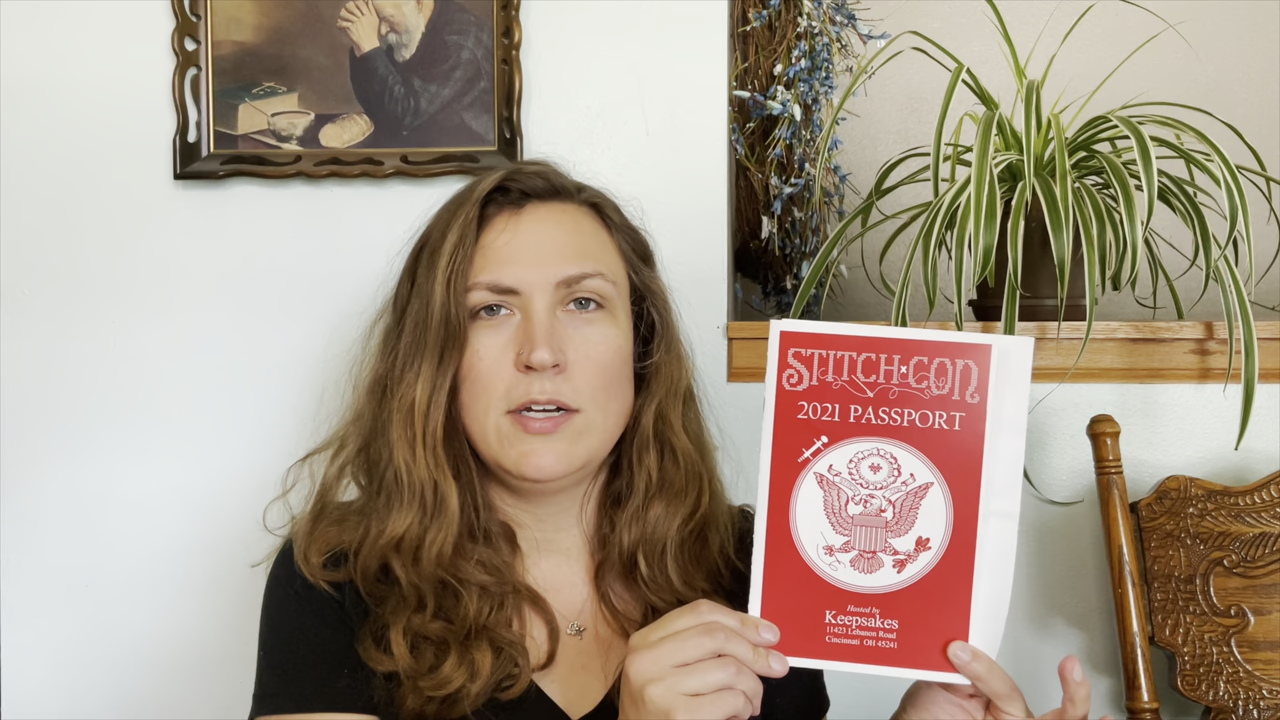 STITCH x CON
2021 PASSPORT
Hosted by
Keepsakes
11423 Lebanon Road
Cincinnati OH 45241